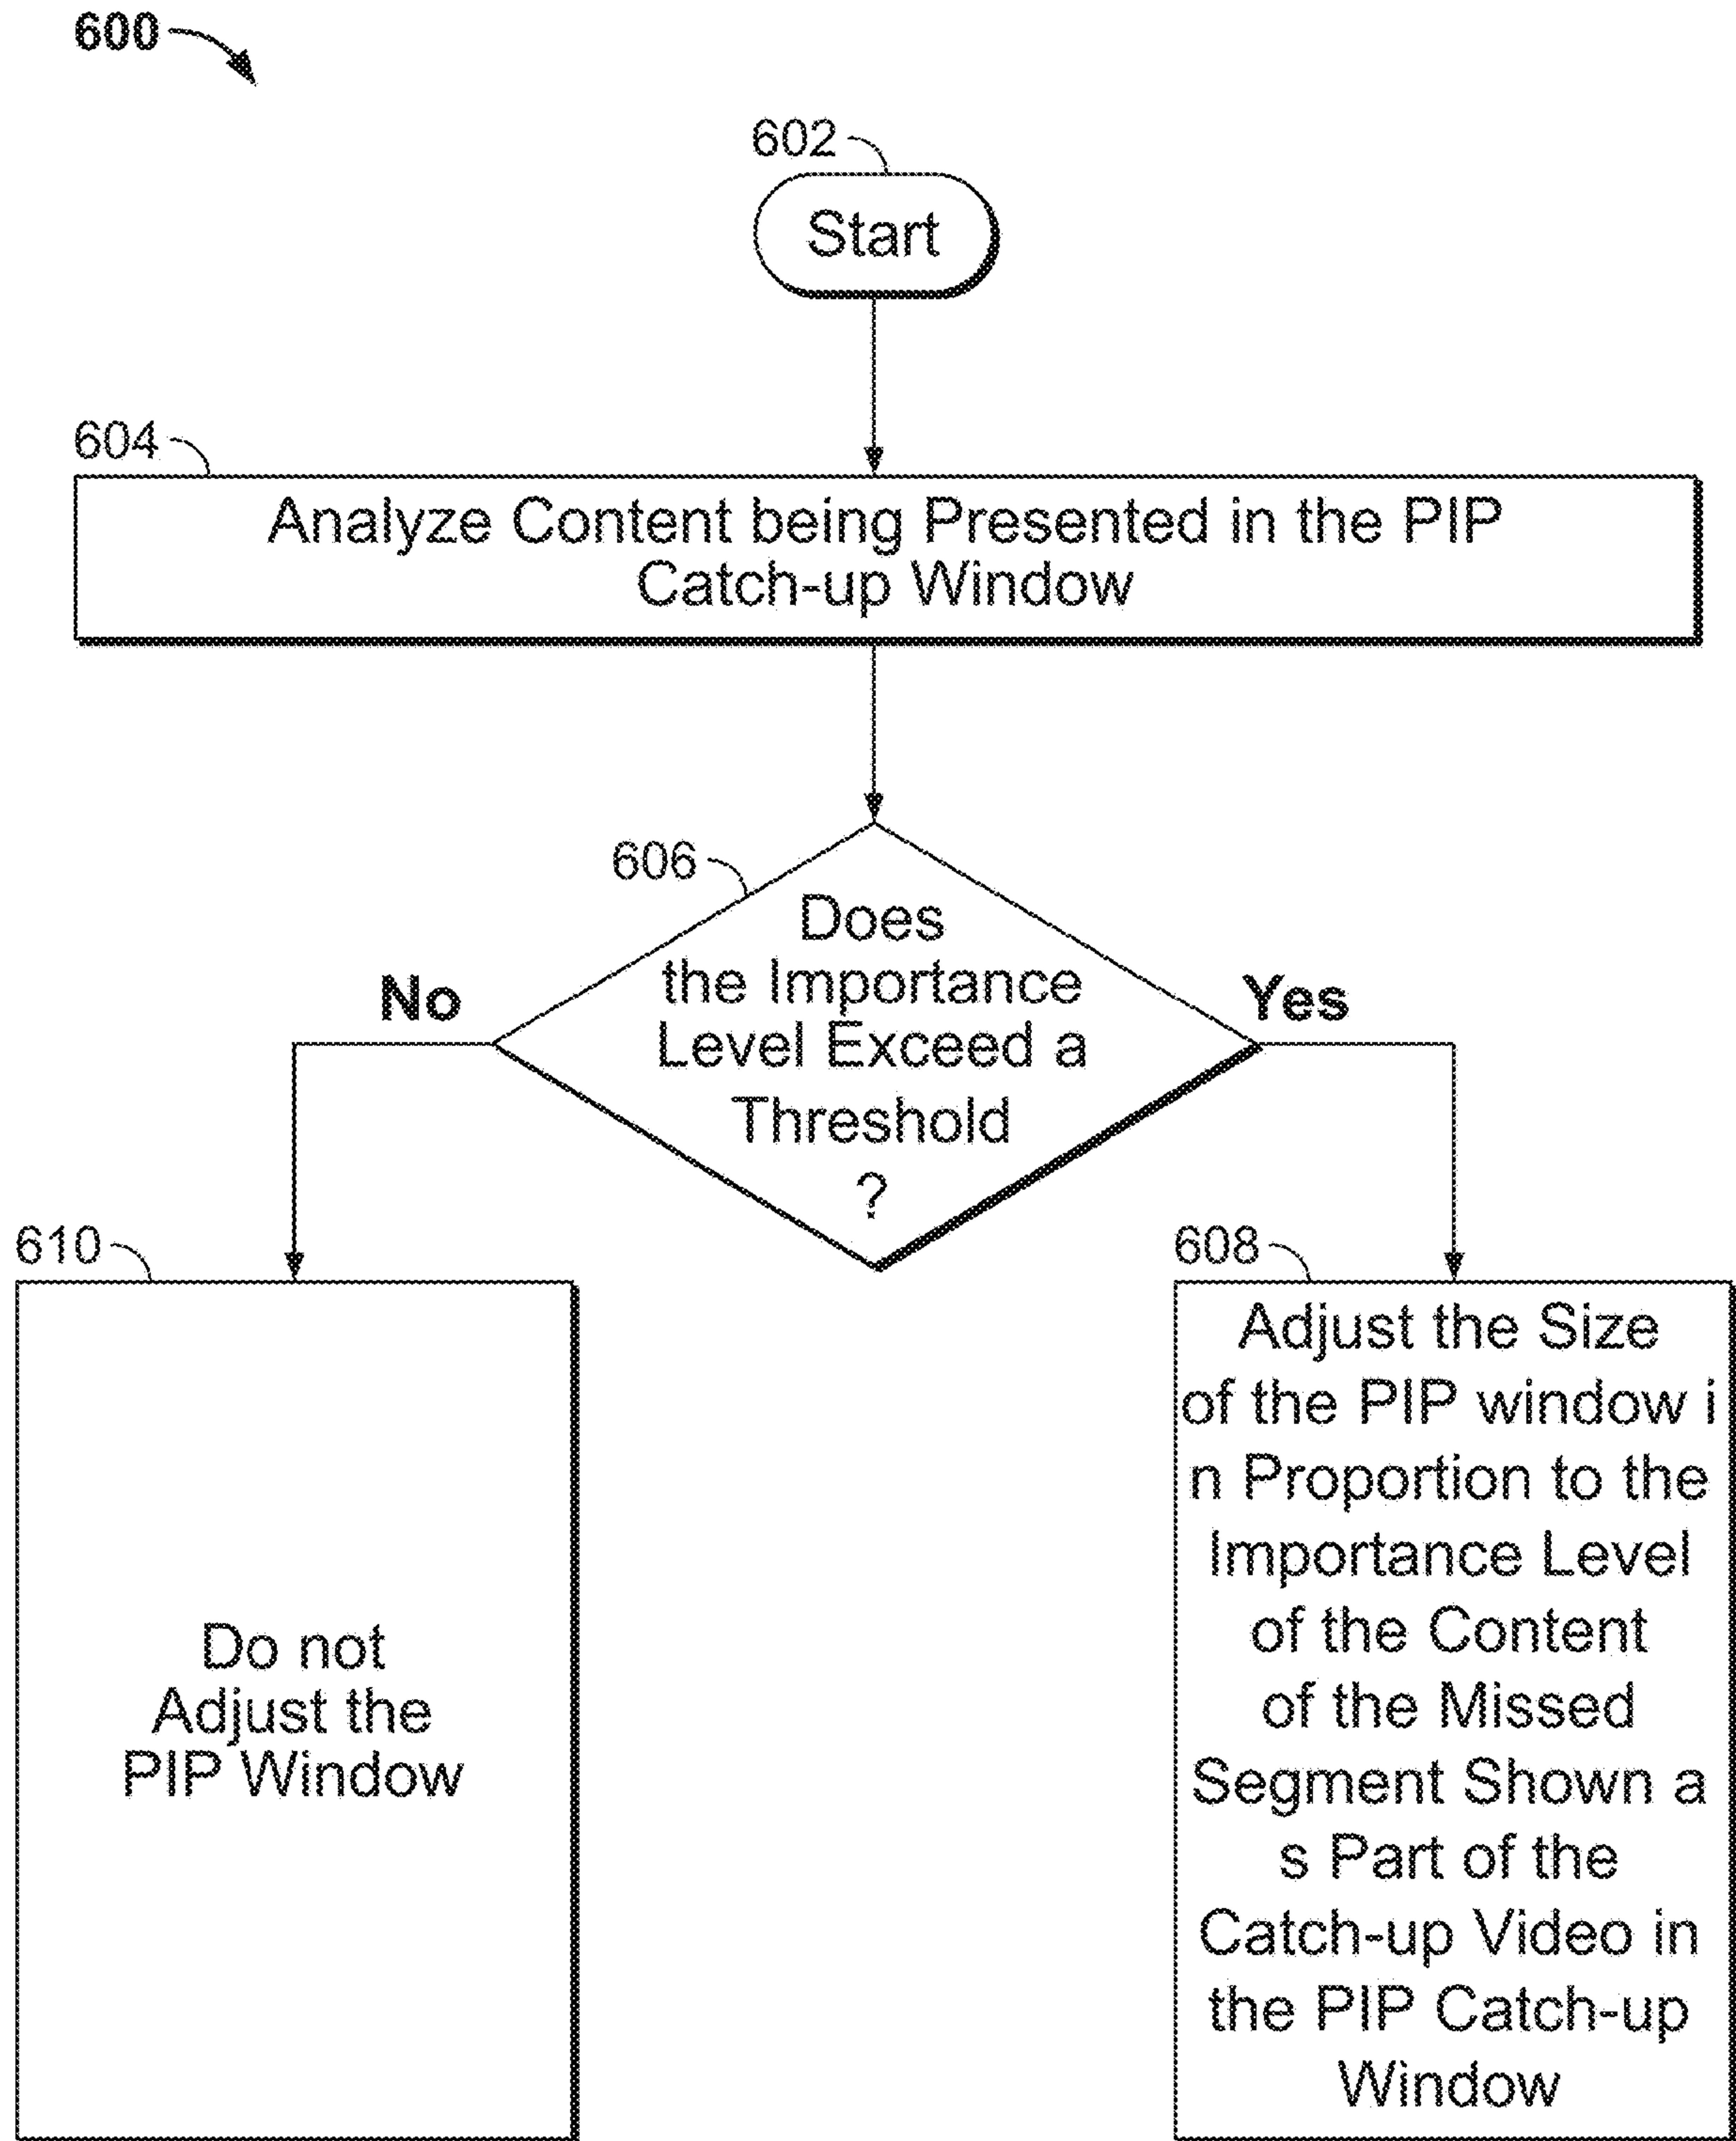 600
602
Start
604
Analyze Content being Presented in the PIP
Catch-up Window
606
Does
the Importance
Level Exceed a
Threshold
?
No
Yes
610
Do not
Adjust the
PIP Window
608
Adjust the Size
of the PIP window i
n Proportion to the
Importance Level
of the Content
of the Missed
Segment Shown a
s Part of the
Catch-up Video in
the PIP Catch-up
Window